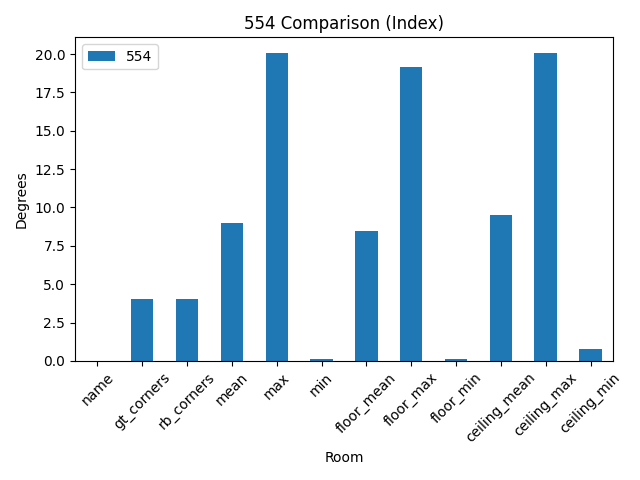 554 Comparison (Index)
554
Degrees
20.0
17.5
15.0
12.5
10.0
7.5
5.0
2.5
0.0
name
gt_corners
rb_corners
mean
max
min
floor_mean
floor_max
floor_min
ceiling_mean
ceiling_max
ceiling_min
Room